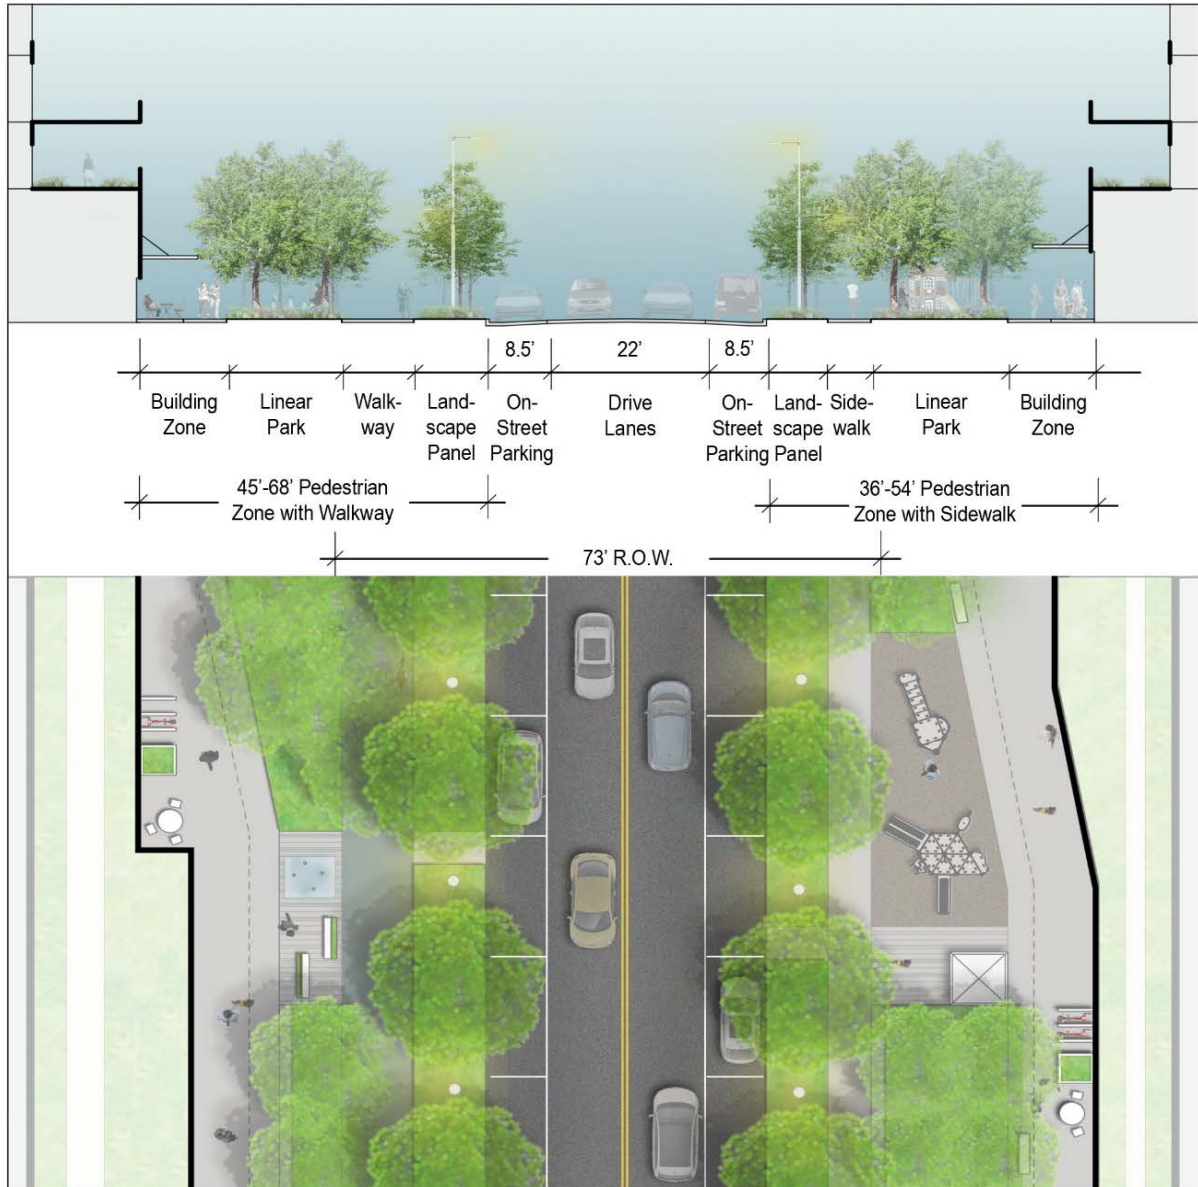 8.5' 22' 8.5'
Building Linear Walk- Land- On- Drive On- Land- Side- Linear Building
Zone Park way scape Street Lanes Street scape walk Park Zone
Panel Parking Parking Panel
45'-68' Pedestrian 36'-54' Pedestrian
Zone with Walkway Zone with Sidewalk
73' R.O.W.